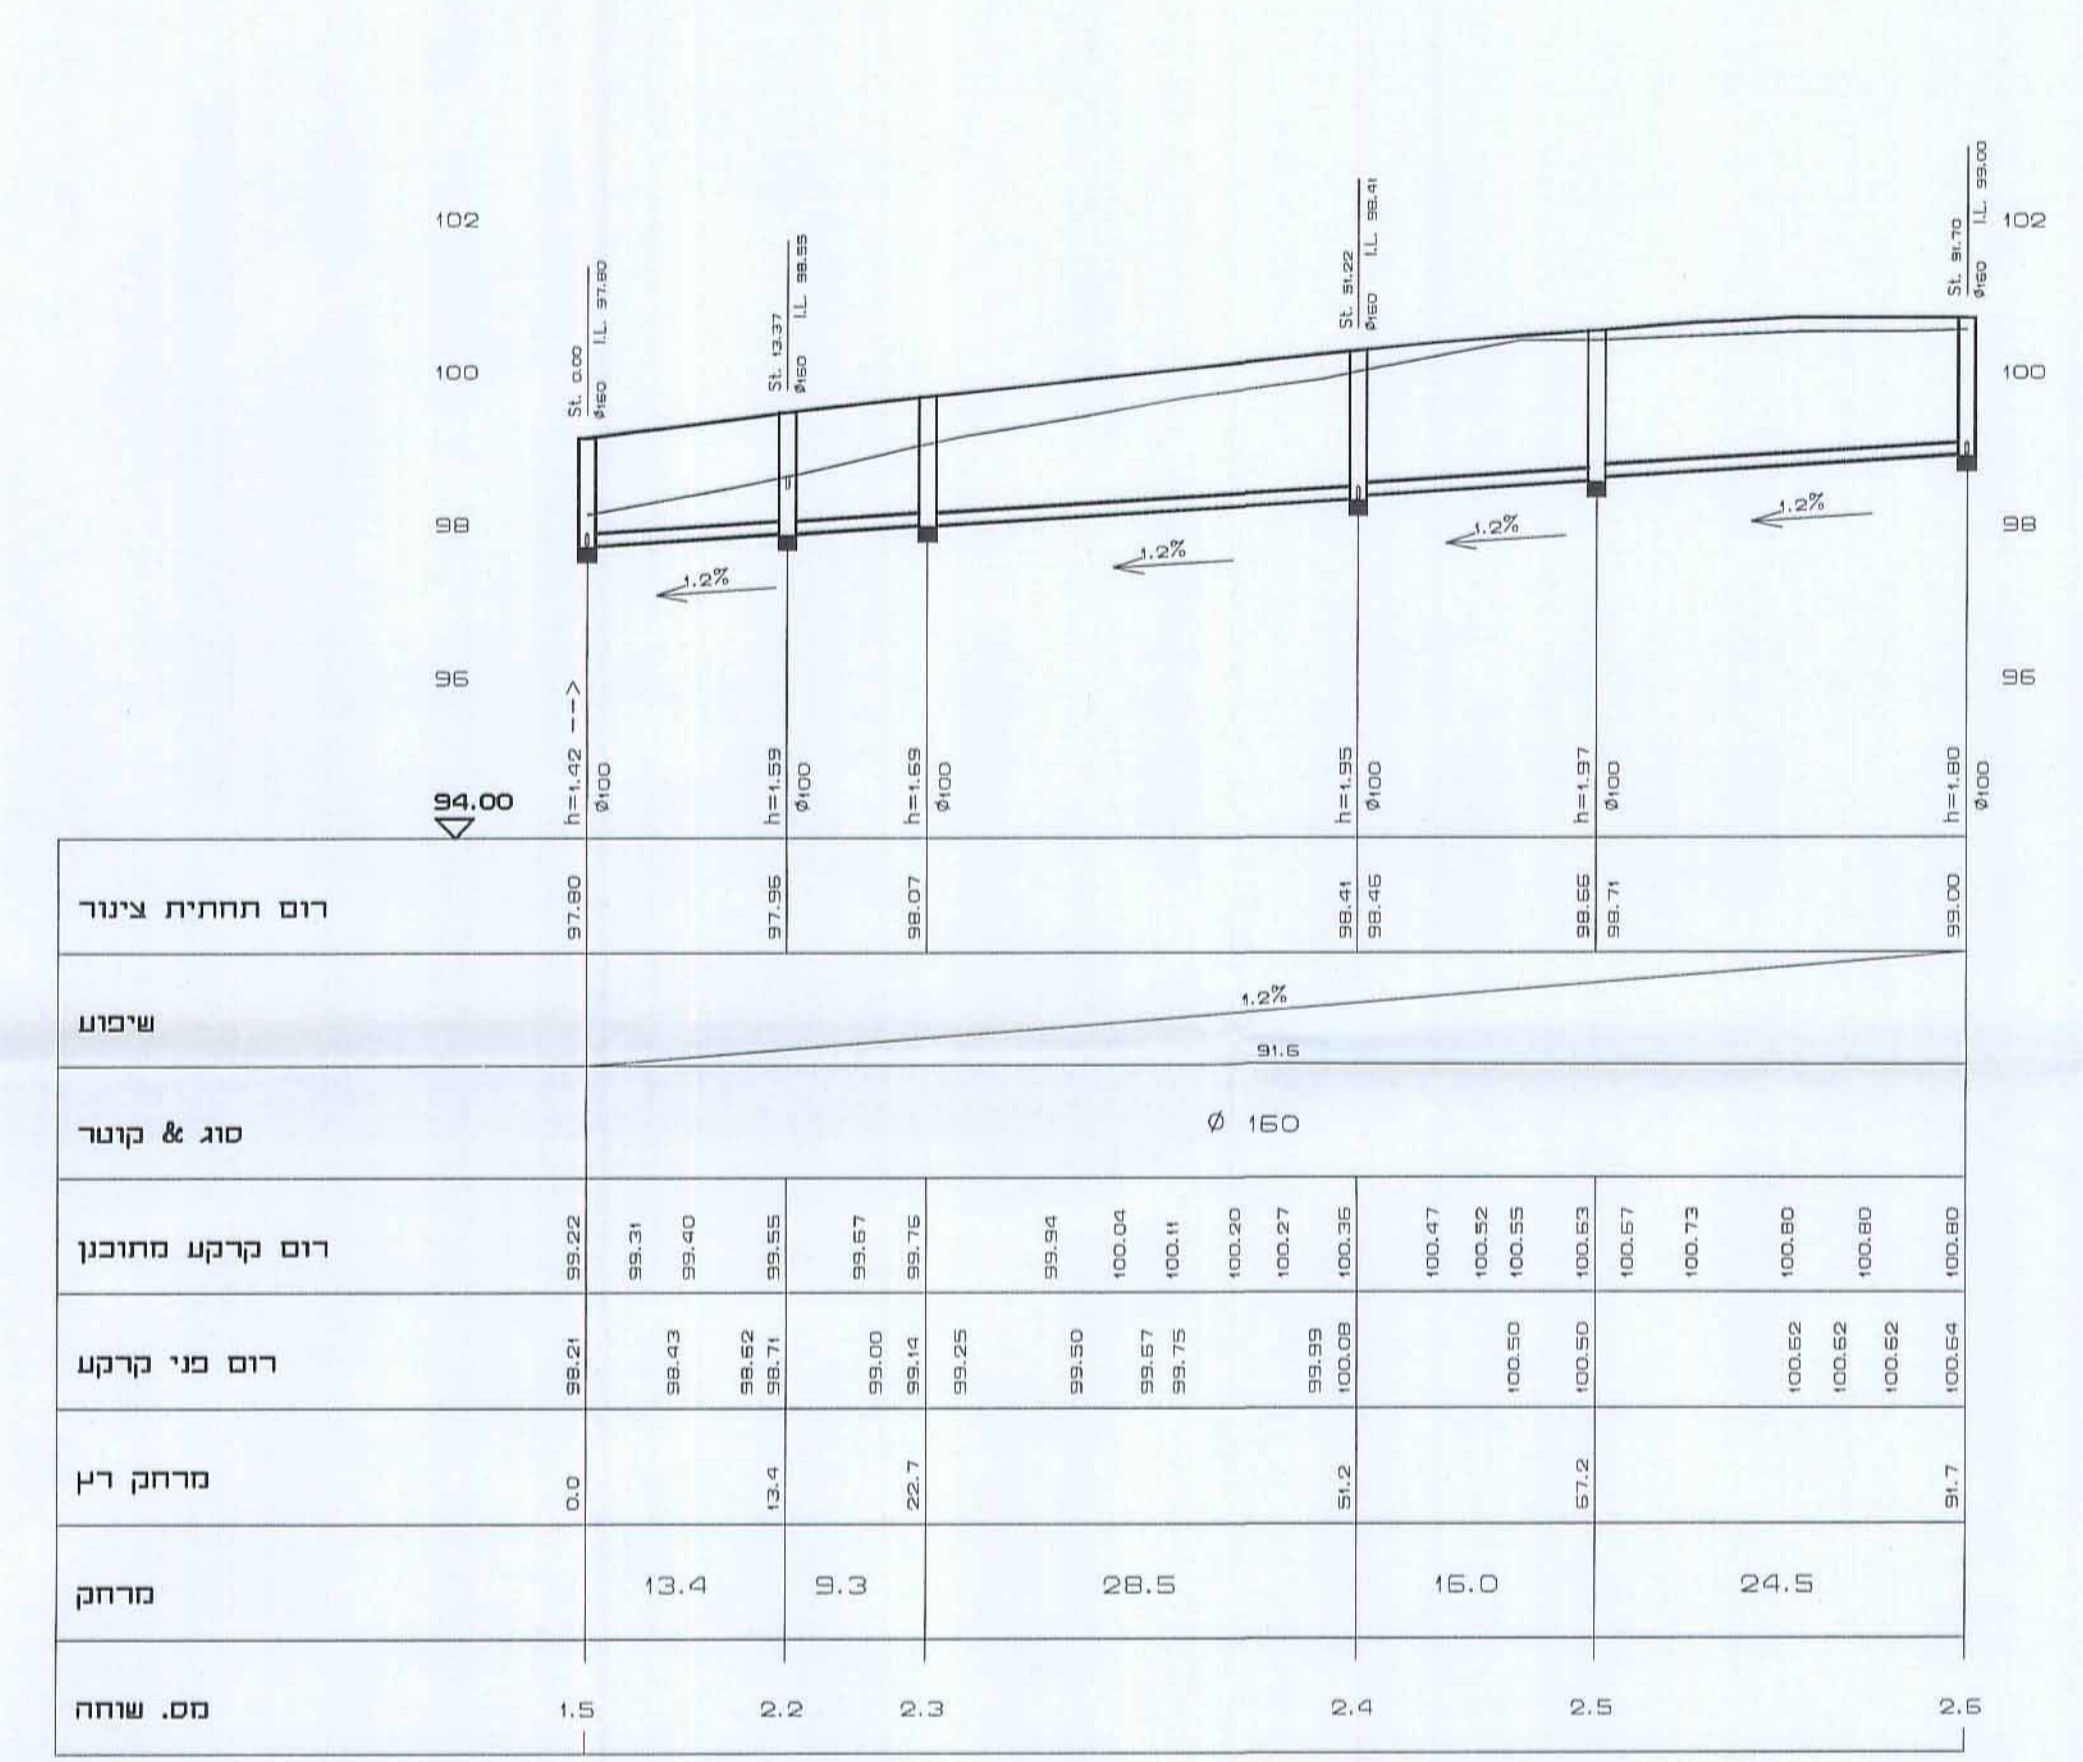 St. 0.00
Ø160 I.L. 97.80
St. 13.37
Ø160 I.L. 98.55
St. 51.22
Ø160 I.L. 98.41
St. 91.70
Ø160 I.L. 99.00
102
102
100
100
98
98
96
96
1.2%
1.2%
1.2%
1.2%
94.00
h=1.42 -->
Ø100
h=1.59
Ø100
h=1.69
Ø100
h=1.95
Ø100
h=1.97
Ø100
h=1.80
Ø100
רום תחתית צינור 97.80 97.96 98.07 98.41 98.46 98.66 98.71 99.00
שיפוע 1.2% 91.6
סוג & קוטר Ø 160
רום קרקע מתוכנן 99.22 99.31 99.40 99.55 99.67 99.76 99.94 100.04 100.11 100.20 100.27 100.36 100.47 100.52 100.55 100.63 100.67 100.73 100.80 100.80 100.80
רום פני קרקע 98.21 98.43 98.62 98.71 99.00 99.14 99.25 99.50 99.67 99.75 99.99 100.08 100.50 100.50 100.62 100.62 100.62 100.64
מרחק רץ 0.0 13.4 22.7 51.2 67.2 91.7
מרחק 13.4 9.3 28.5 16.0 24.5
מס. שוחה 1.5 2.2 2.3 2.4 2.5 2.6